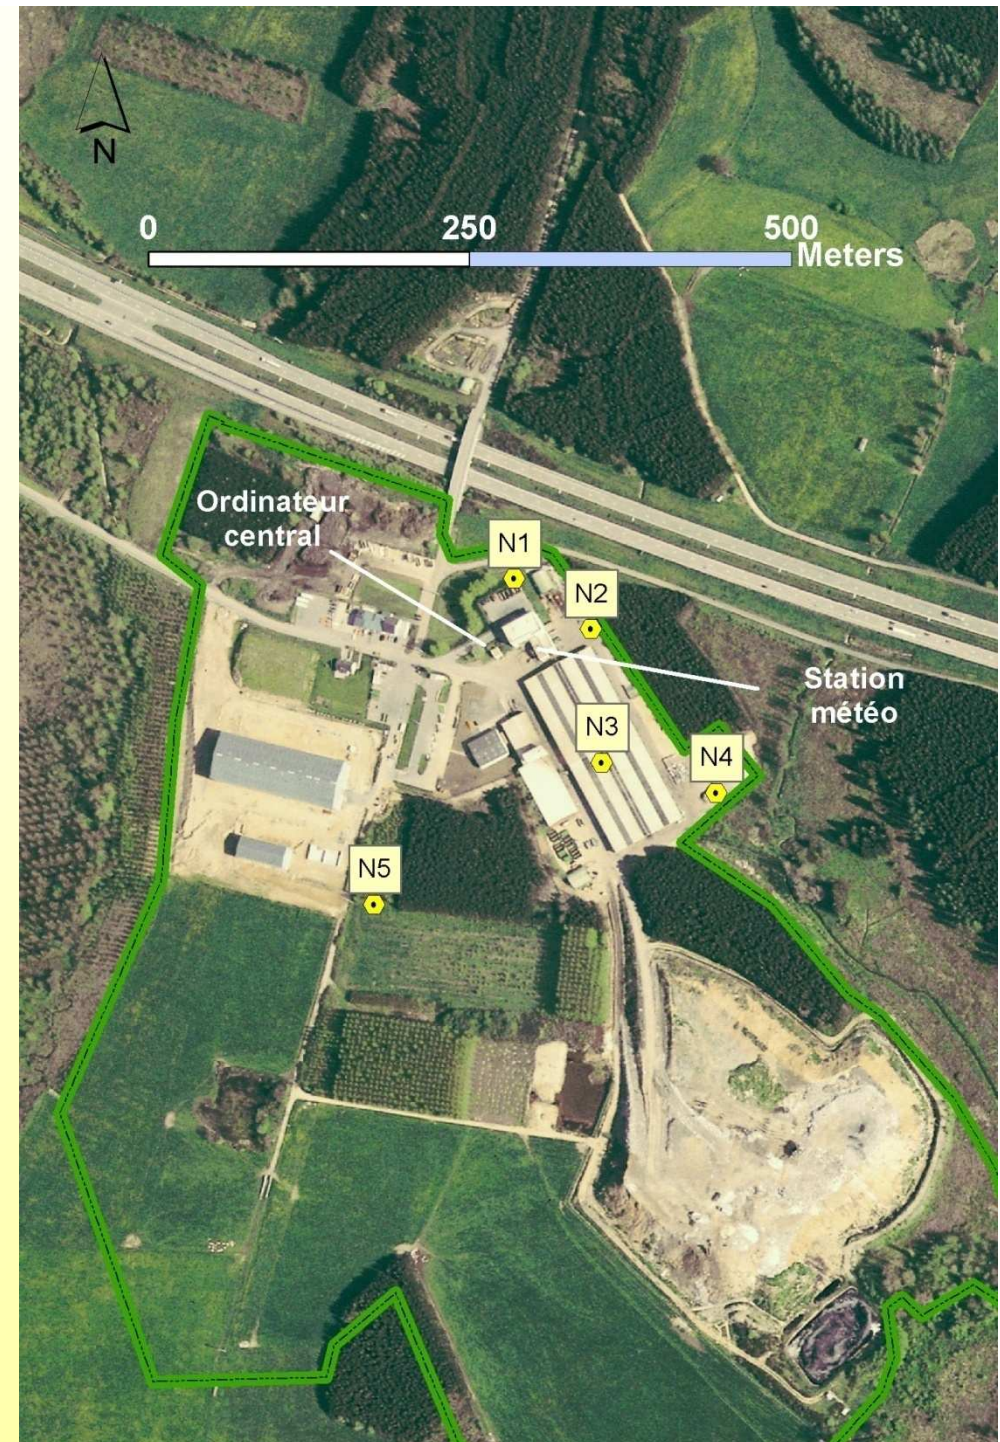 N
0 250 500
Meters
Ordinateur
central
N1
N2
Station
météo
N3
N4
N5